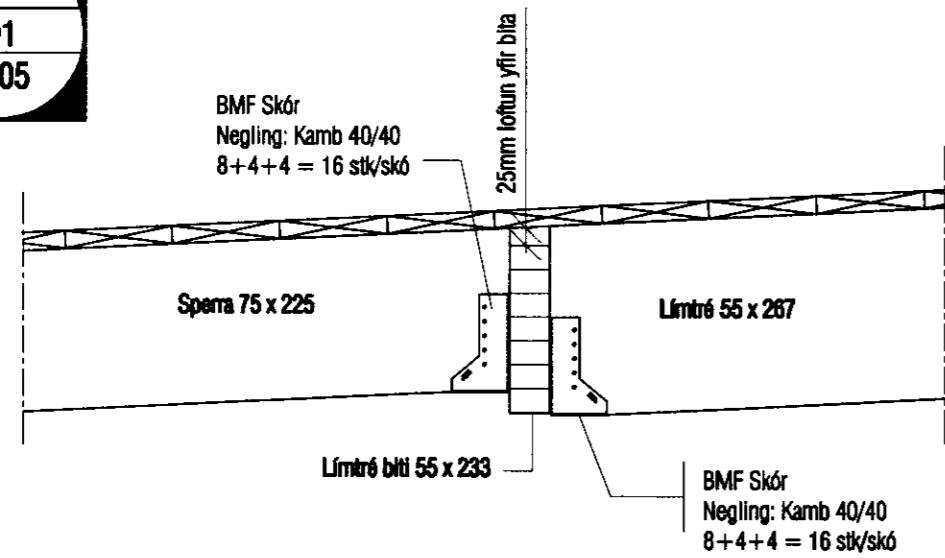 1
05
25mm loftun yfir bita
BMF Skór
Negling: Kamb 40/40
8+4+4 = 16 stk/skó
Sperra 75 x 225
Límtré 55 x 267
Límtré biti 55 x 233
BMF Skór
Negling: Kamb 40/40
8+4+4 = 16 stk/skó